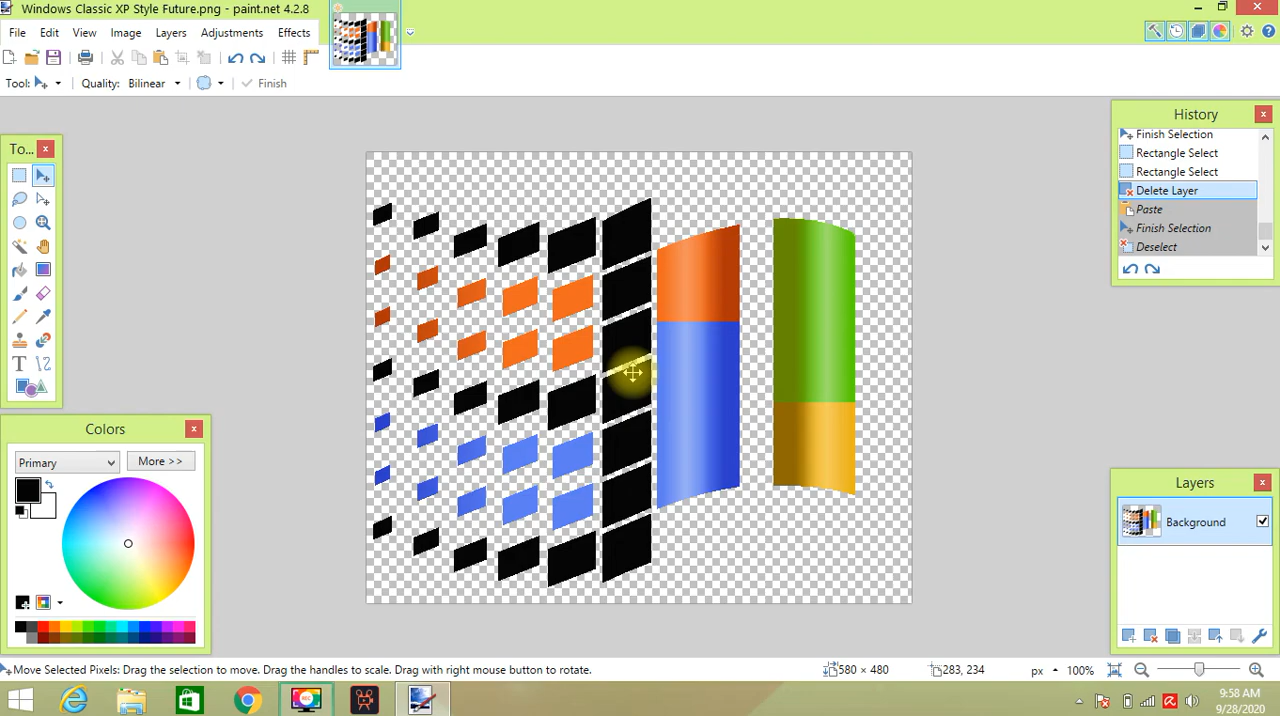 Windows Classic XP Style Future.png - paint.net 4.2.8
File Edit View Image Layers Adjustments Effects
Tool: Quality: Bilinear Finish
To...
History
Finish Selection
Rectangle Select
Rectangle Select
Delete Layer
Paste
Finish Selection
Deselect
T
Colors
Primary More >>
Layers
Background
Move Selected Pixels: Drag the selection to move. Drag the handles to scale. Drag with right mouse button to rotate. 580 × 480 283, 234 px 100%
REC
9:58 AM
9/28/2020